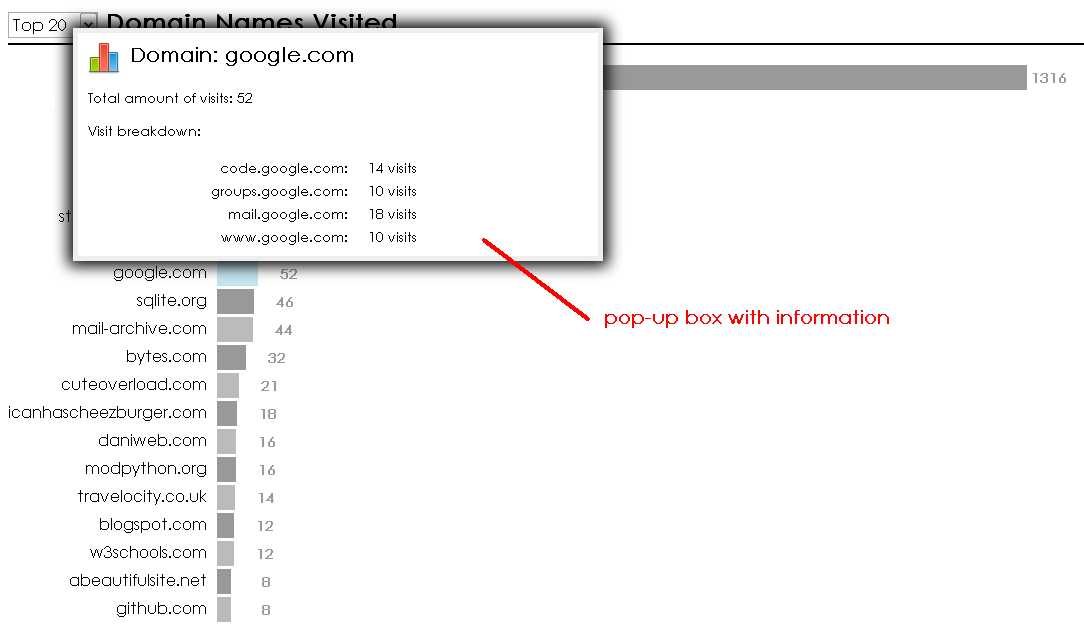 Top 20 Domain Names Visited
Domain: google.com
1316
Total amount of visits: 52
Visit breakdown:
code.google.com: 14 visits
groups.google.com: 10 visits
mail.google.com: 18 visits
st
www.google.com: 10 visits
google.com 52
sqlite.org 46
pop-up box with information
mail-archive.com 44
bytes.com 32
cuteoverload.com 21
icanhascheezburger.com 18
daniweb.com 16
modpython.org 16
travelocity.co.uk 14
blogspot.com 12
w3schools.com 12
abeautifulsite.net 8
github.com 8